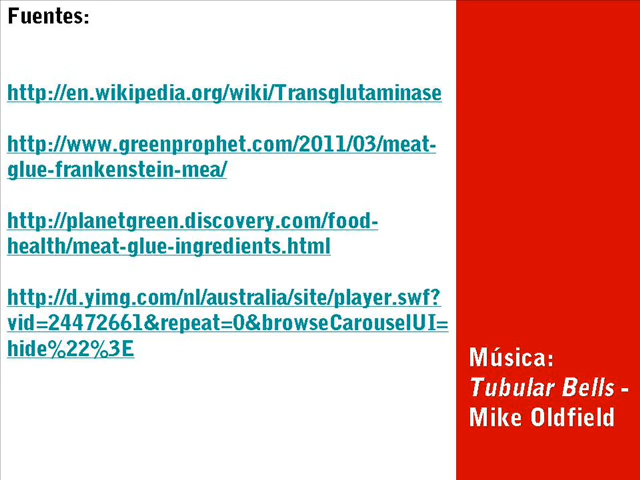 Fuentes:
http://en.wikipedia.org/wiki/Transglutaminase
http://www.greenprophet.com/2011/03/meat-
glue-frankenstein-mea/
http://planetgreen.discovery.com/food-
health/meat-glue-ingredients.html
http://d.yimg.com/nl/australia/site/player.swf?
vid=24472661&repeat=0&browseCarouselUI=
hide%22%3E
Música:
Tubular Bells -
Mike Oldfield